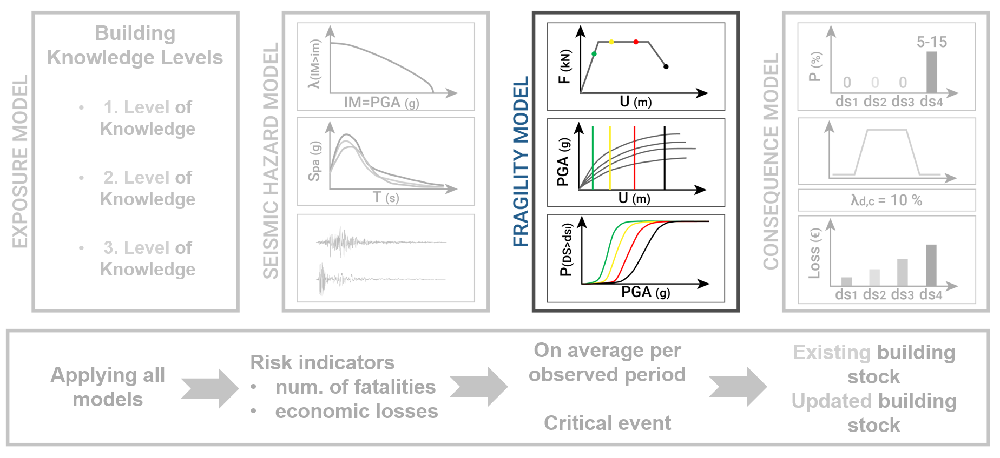 EXPOSURE MODEL
Building
Knowledge Levels
• 1. Level of
Knowledge
• 2. Level of
Knowledge
• 3. Level of
Knowledge
SEISMIC HAZARD MODEL
λ(IM>im)
IM=PGA (g)
Spa (g)
T (s)
FRAGILITY MODEL
F (kN)
U (m)
PGA (g)
U (m)
P(DS>dsi)
PGA (g)
CONSEQUENCE MODEL
P (%)
5-15
0 0 0
ds1 ds2 ds3 ds4
λd,c = 10 %
Loss (€)
ds1 ds2 ds3 ds4
Applying all
models
Risk indicators
• num. of fatalities
• economic losses
On average per
observed period
Critical event
Existing building
stock
Updated building
stock